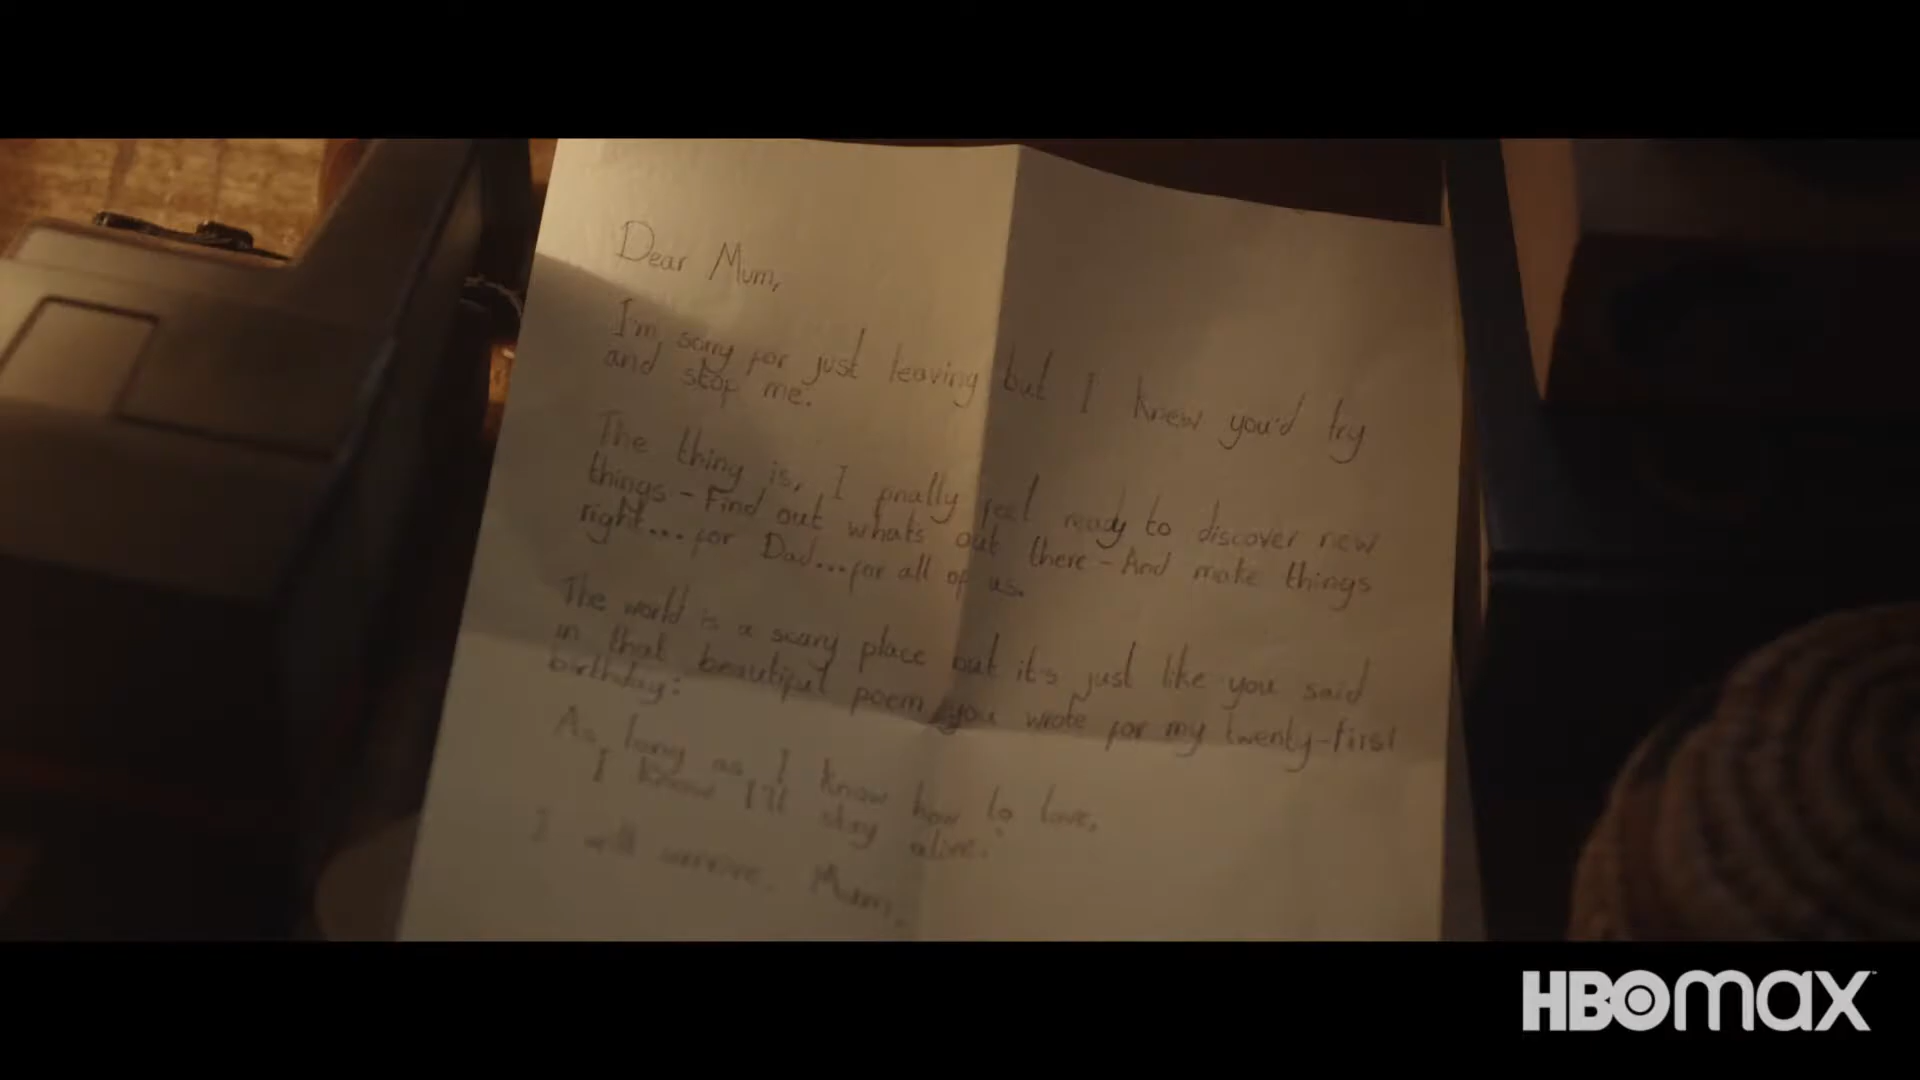 Dear Mum,
I'm sorry for just leaving but I knew you'd try
and stop me.
The thing is, I finally feel ready to discover new
things - Find out whats out there - And make things
right... for Dad... for all of us.
The world is a scary place but it's just like you said
in that beautiful poem you wrote for my twenty-first
birthday:
As long as I know how to love,
I know I'll stay alive.
I will survive, Mum.
HBOMAX